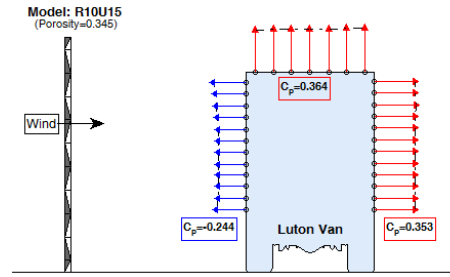 Model: R10U15
(Porosity=0.345)
Cp=0.364
Wind
Cp=-0.244
Luton Van
Cp=0.353